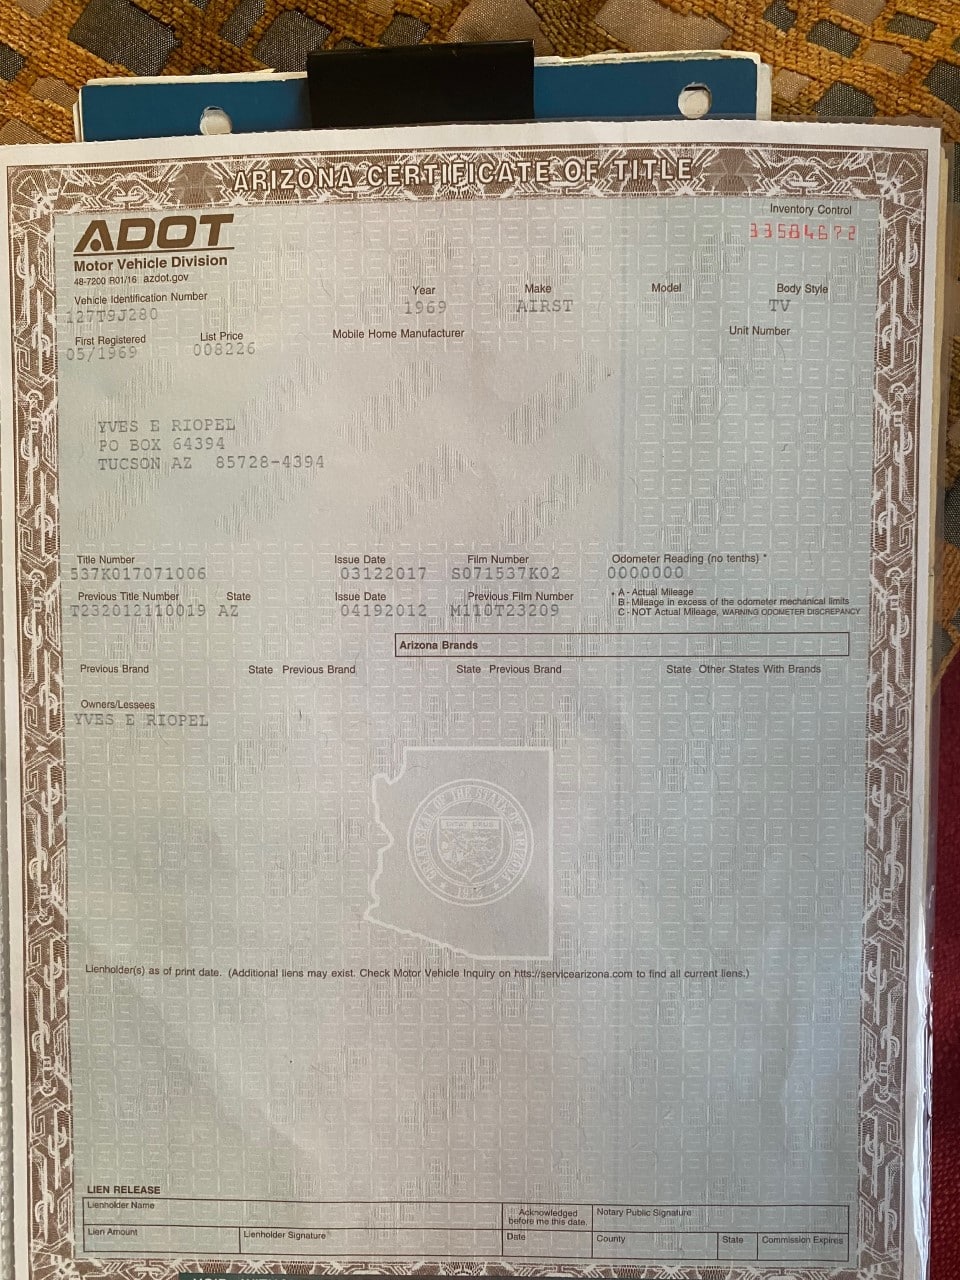 ARIZONA CERTIFICATE OF TITLE
Inventory Control
33584672
ADOT
Motor Vehicle Division
48-7200 R01/16 azdot.gov
Vehicle Identification Number Year Make Model Body Style
127T9J280 1969 AIRST TV
First Registered List Price Mobile Home Manufacturer Unit Number
05/1969 008226
YVES E RIOPEL
PO BOX 64394
TUCSON AZ 85728-4394
Title Number Issue Date Film Number Odometer Reading (no tenths) *
537K017071006 03122017 S071537K02 0000000
Previous Title Number State Issue Date Previous Film Number
T232012110019 AZ 04192012 M110T23209
* A - Actual Mileage
B - Mileage in excess of the odometer mechanical limits
C - NOT Actual Mileage, WARNING ODOMETER DISCREPANCY
Arizona Brands
Previous Brand State Previous Brand State Previous Brand State Other States With Brands
Owners/Lessees
YVES E RIOPEL
Lienholder(s) as of print date. (Additional liens may exist. Check Motor Vehicle Inquiry on htts://servicearizona.com to find all current liens.)
LIEN RELEASE
Lienholder Name
Acknowledged
before me this date.
Notary Public Signature
Lien Amount Lienholder Signature Date County State Commission Expires